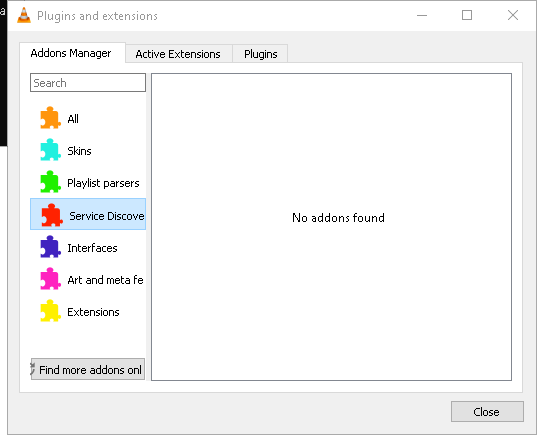 a
Plugins and extensions
Addons Manager
Active Extensions
Plugins
Search
All
Skins
Playlist parsers
Service Discove
Interfaces
Art and meta fe
Extensions
No addons found
Find more addons onl
Close